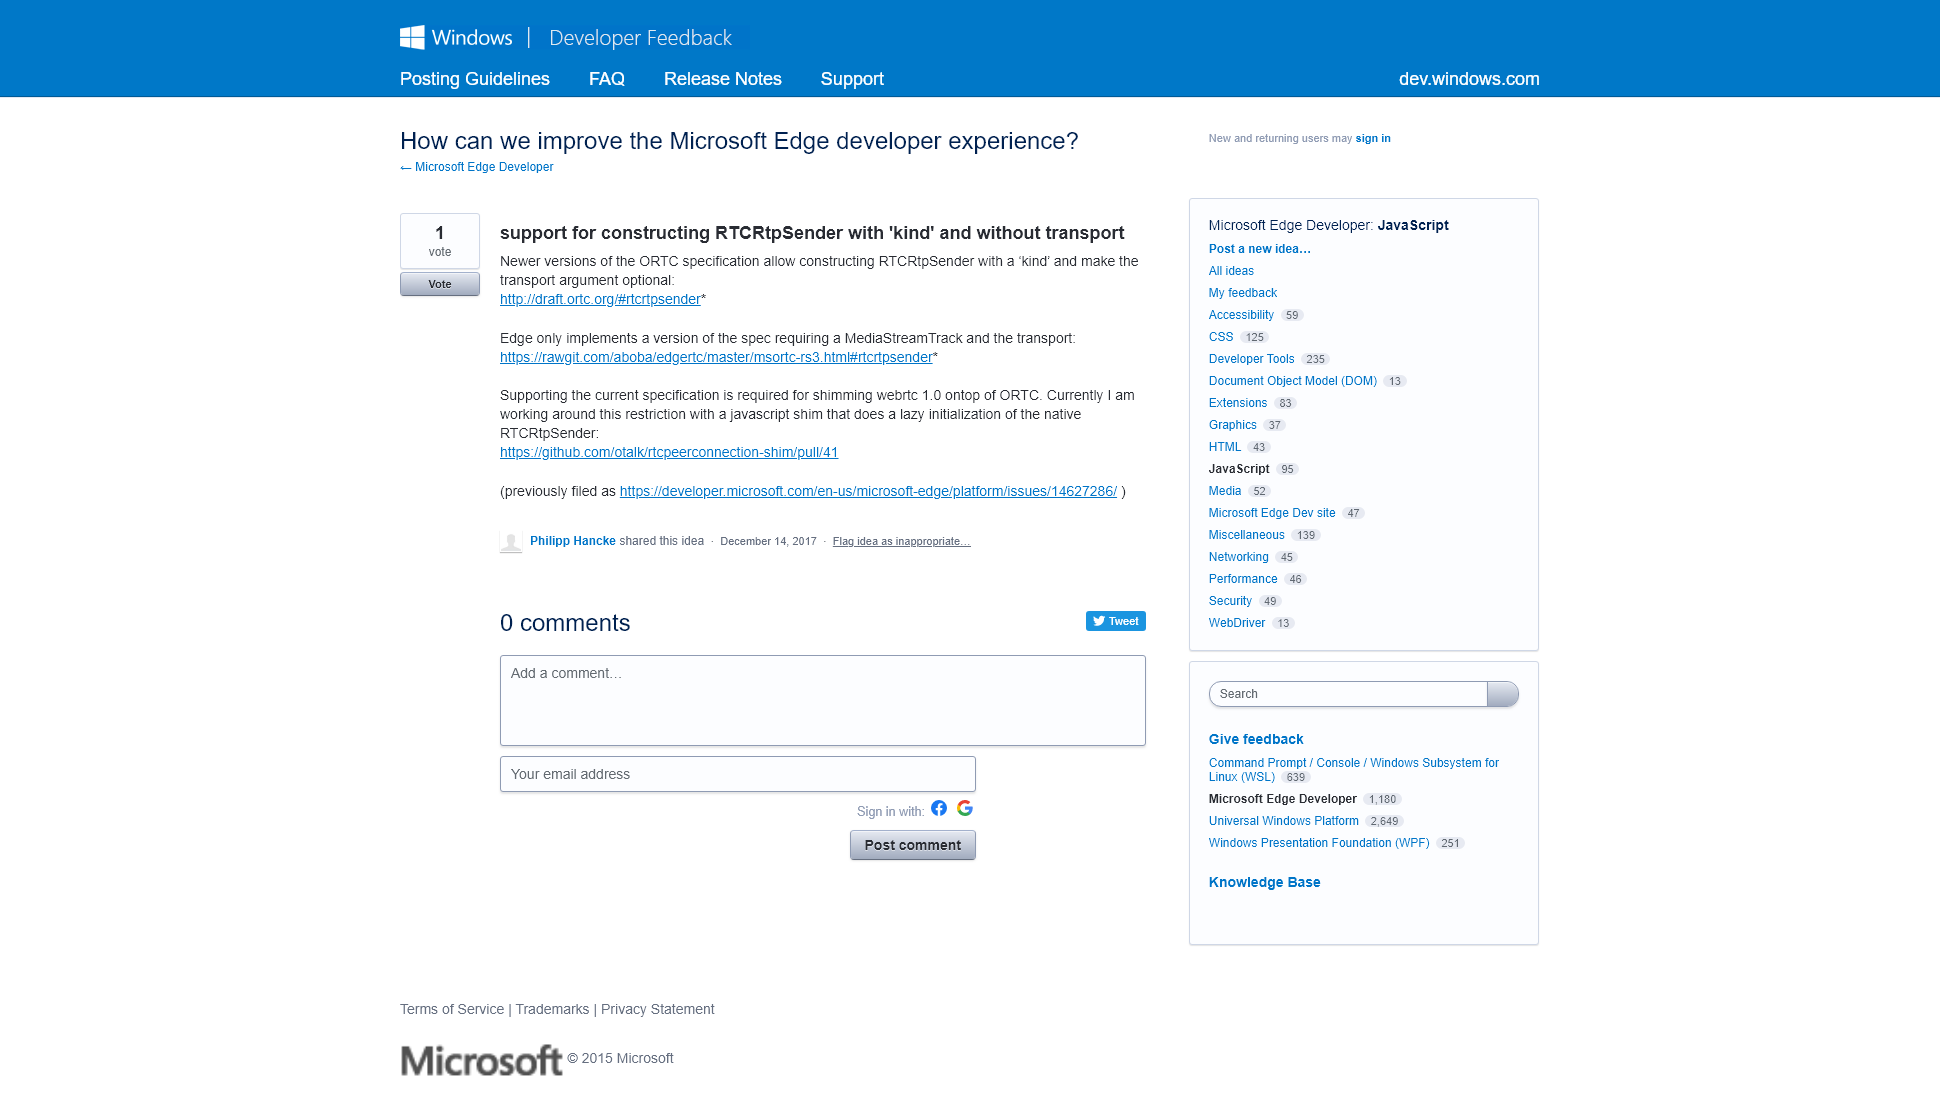 Windows | Developer Feedback
Posting Guidelines FAQ Release Notes Support dev.windows.com
How can we improve the Microsoft Edge developer experience?
← Microsoft Edge Developer
New and returning users may sign in
1
vote
Vote
support for constructing RTCRtpSender with 'kind' and without transport
Newer versions of the ORTC specification allow constructing RTCRtpSender with a ‘kind’ and make the
transport argument optional:
http://draft.ortc.org/#rtcrtpsender*
Edge only implements a version of the spec requiring a MediaStreamTrack and the transport:
https://rawgit.com/aboba/edgertc/master/msortc-rs3.html#rtcrtpsender*
Supporting the current specification is required for shimming webrtc 1.0 ontop of ORTC. Currently I am
working around this restriction with a javascript shim that does a lazy initialization of the native
RTCRtpSender:
https://github.com/otalk/rtcpeerconnection-shim/pull/41
(previously filed as https://developer.microsoft.com/en-us/microsoft-edge/platform/issues/14627286/ )
Philipp Hancke shared this idea · December 14, 2017 · Flag idea as inappropriate…
0 comments
Tweet
Add a comment…
Your email address
Sign in with:
Post comment
Microsoft Edge Developer: JavaScript
Post a new idea…
All ideas
My feedback
Accessibility 59
CSS 125
Developer Tools 235
Document Object Model (DOM) 13
Extensions 83
Graphics 37
HTML 43
JavaScript 95
Media 52
Microsoft Edge Dev site 47
Miscellaneous 139
Networking 45
Performance 46
Security 49
WebDriver 13
Search
Give feedback
Command Prompt / Console / Windows Subsystem for
Linux (WSL) 639
Microsoft Edge Developer 1,180
Universal Windows Platform 2,649
Windows Presentation Foundation (WPF) 251
Knowledge Base
Terms of Service | Trademarks | Privacy Statement
Microsoft © 2015 Microsoft